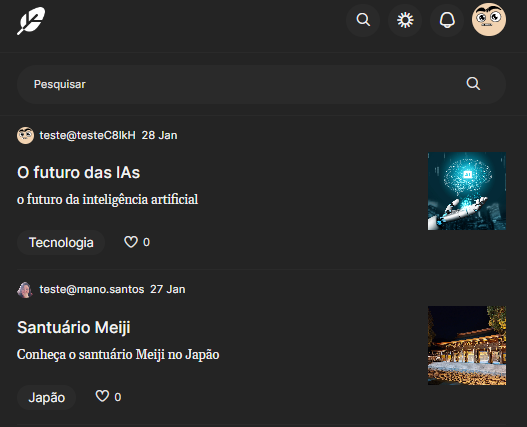 Pesquisar
teste@testeC8lkH 28 Jan
O futuro das IAs
o futuro da inteligência artificial
Tecnologia 0
teste@mano.santos 27 Jan
Santuário Meiji
Conheça o santuário Meiji no Japão
Japão 0